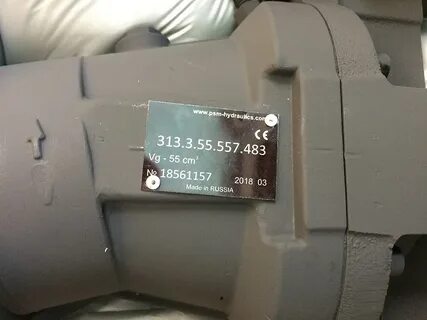 www.psm-hydraulics.com
CE
313.3.55.557.483
Vg - 55 cm³
№ 18561157 2018 03
Made in RUSSIA